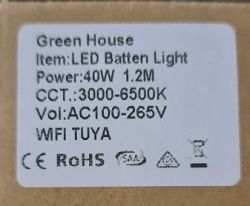 Green House
Item:LED Batten Light
Power:40W 1.2M
CCT.:3000-6500K
Vol:AC100-265V
WIFI TUYA
CE RoHS SAA